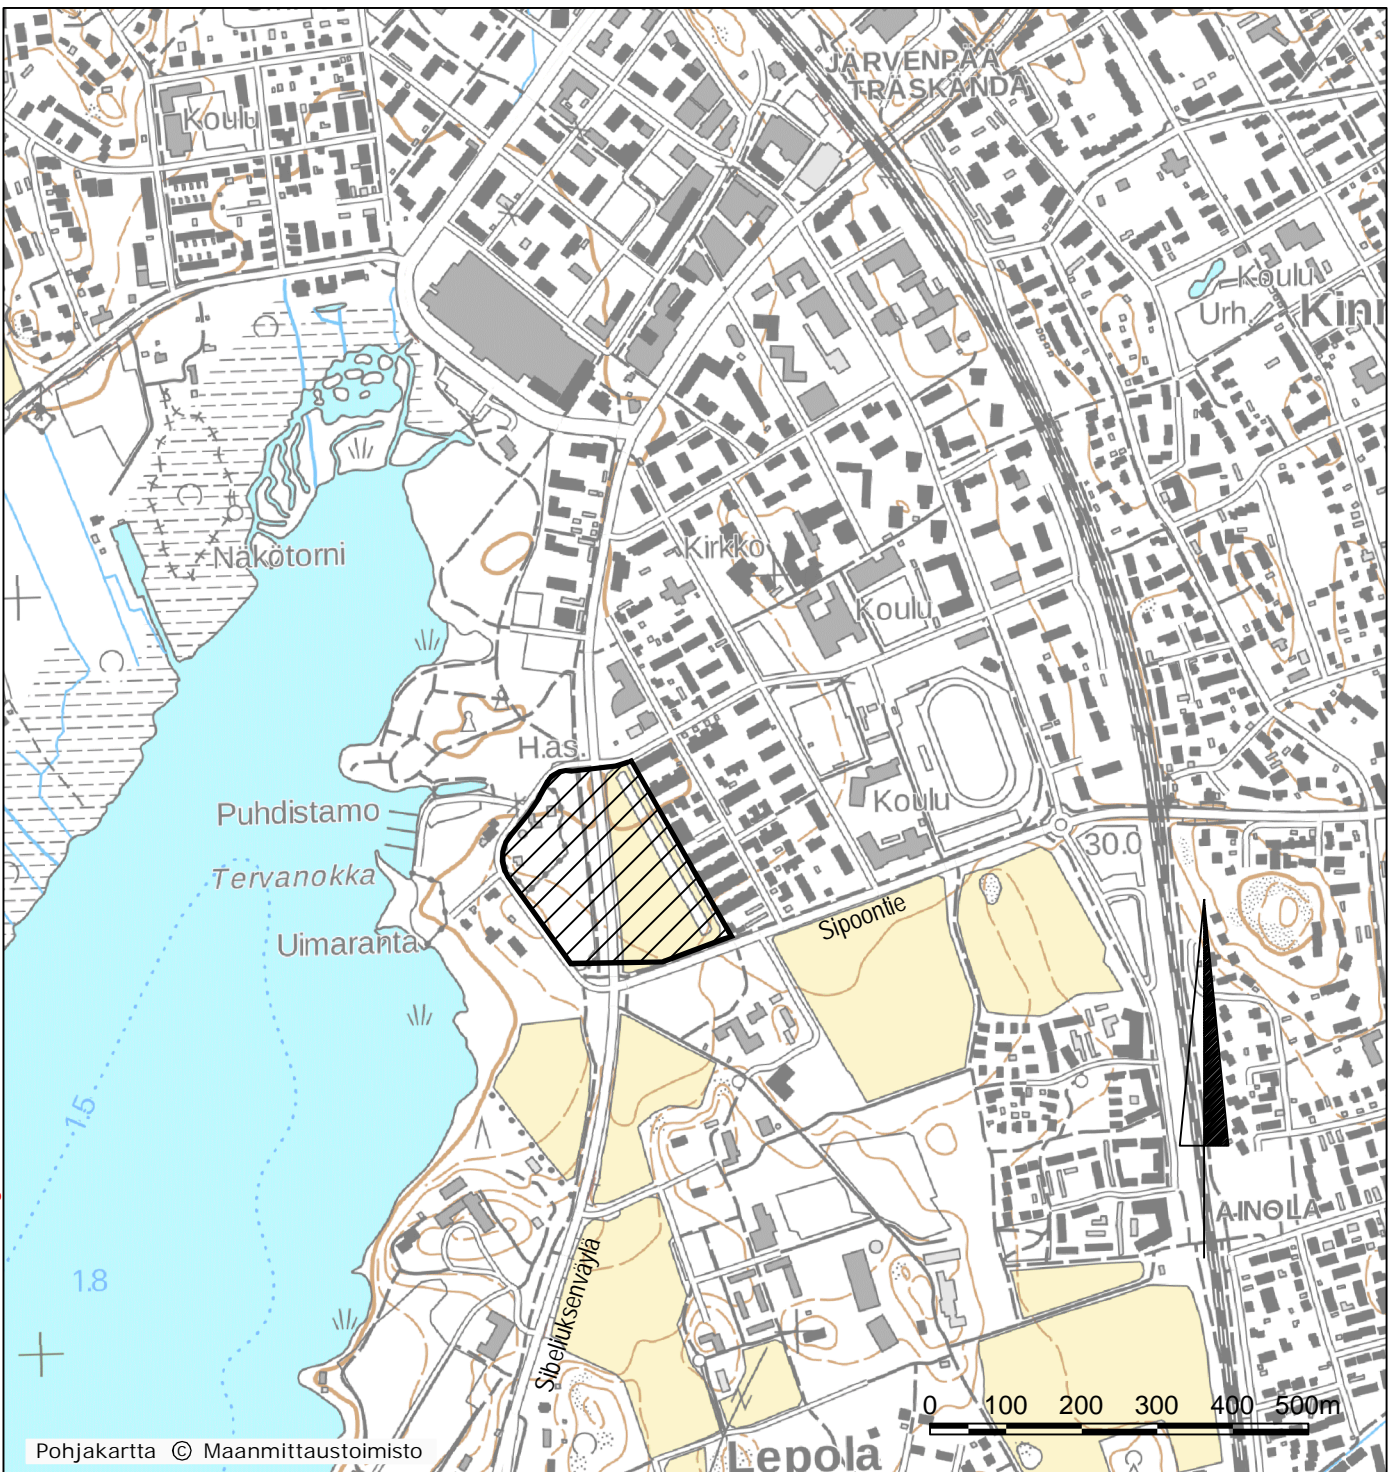 JÄRVENPÄÄ
TRÄSKÄNDA
Koulu
Koulu
Urh.
Näkötorni
Kirkko
Koulu
H.as.
Puhdistamo
Koulu
30.0
Tervanokka
Sipoontie
Uimaranta
1.5
AINOLA
1.8
Sibeliuksenväylä
0 100 200 300 400 500m
Lepola
Pohjakartta © Maanmittaustoimisto